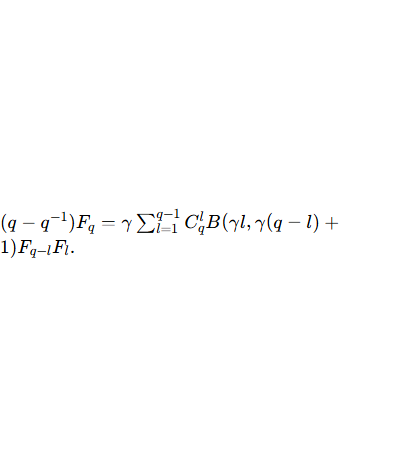 (q − q⁻¹)F_q = γ ∑_{l=1}^{q−1} C_q^l B(γl, γ(q − l) +
1)F_{q−l}F_l.